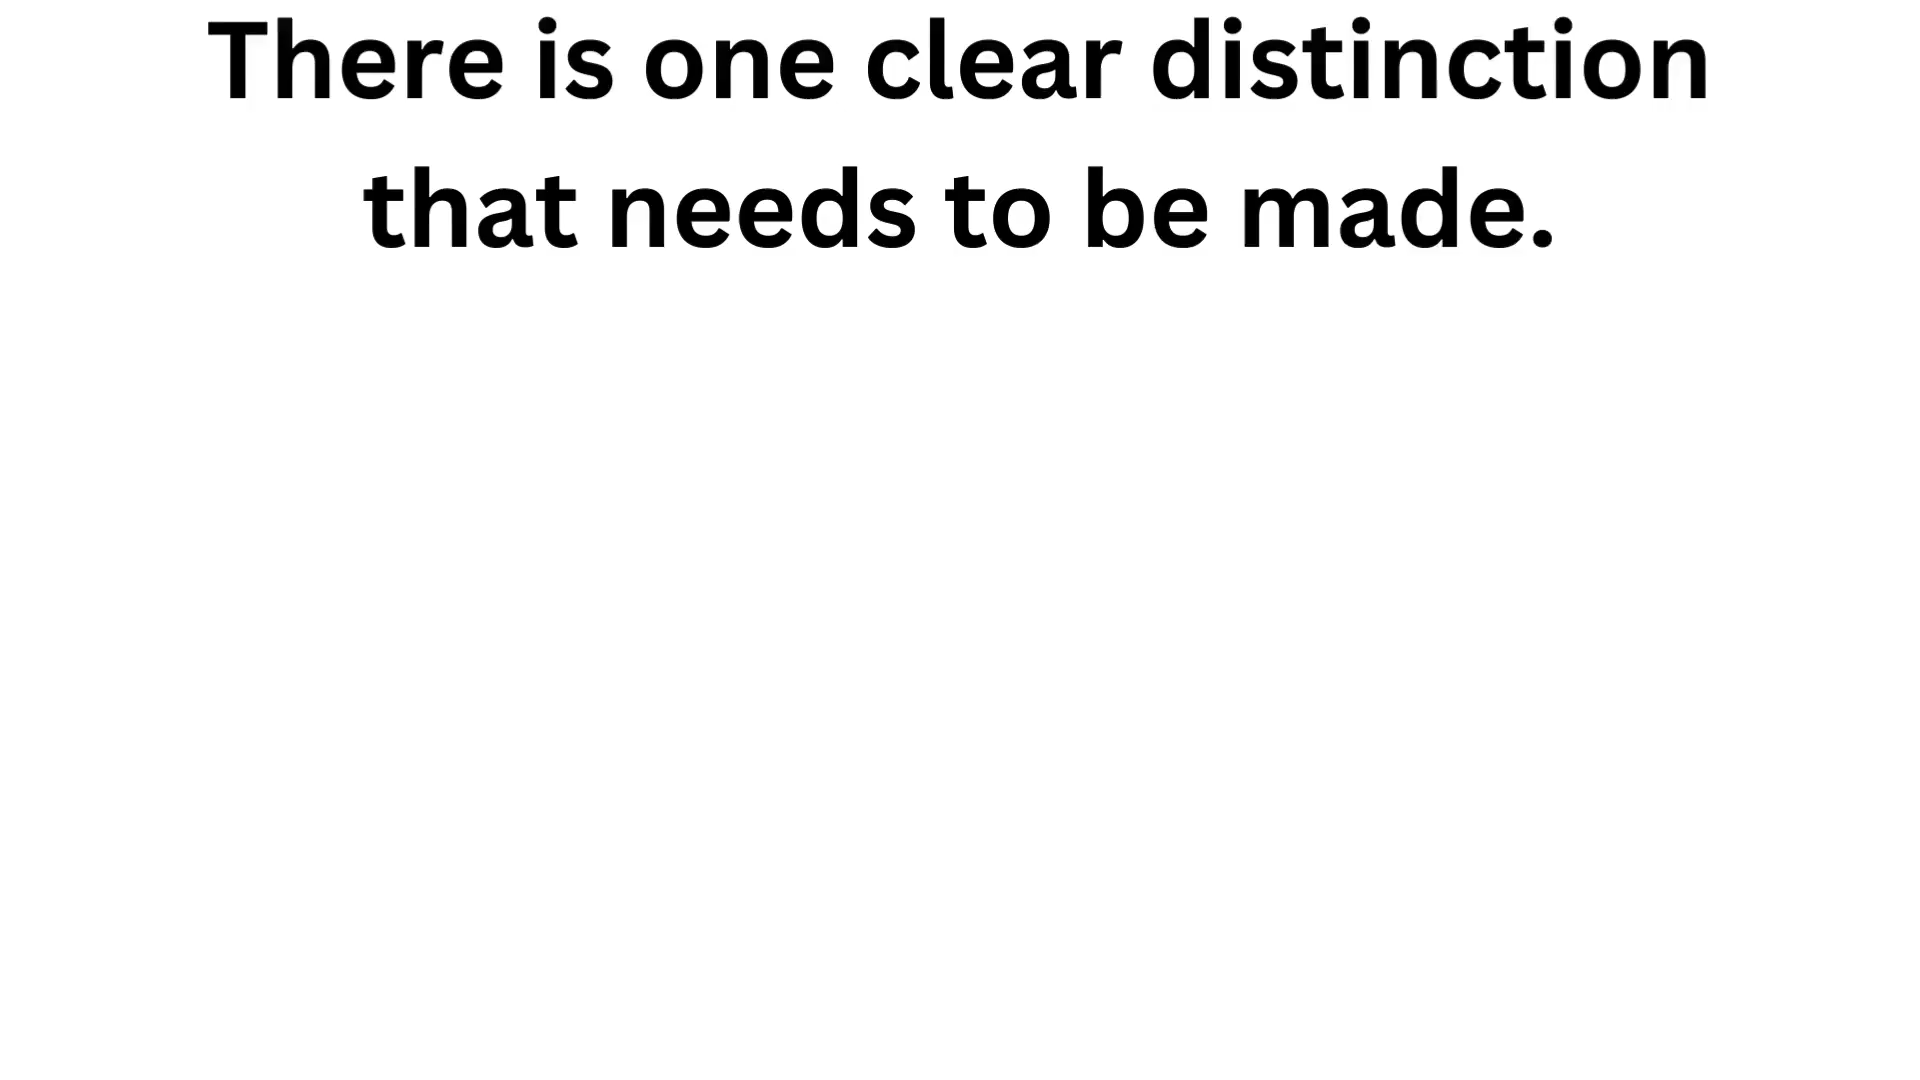 There is one clear distinction
that needs to be made.